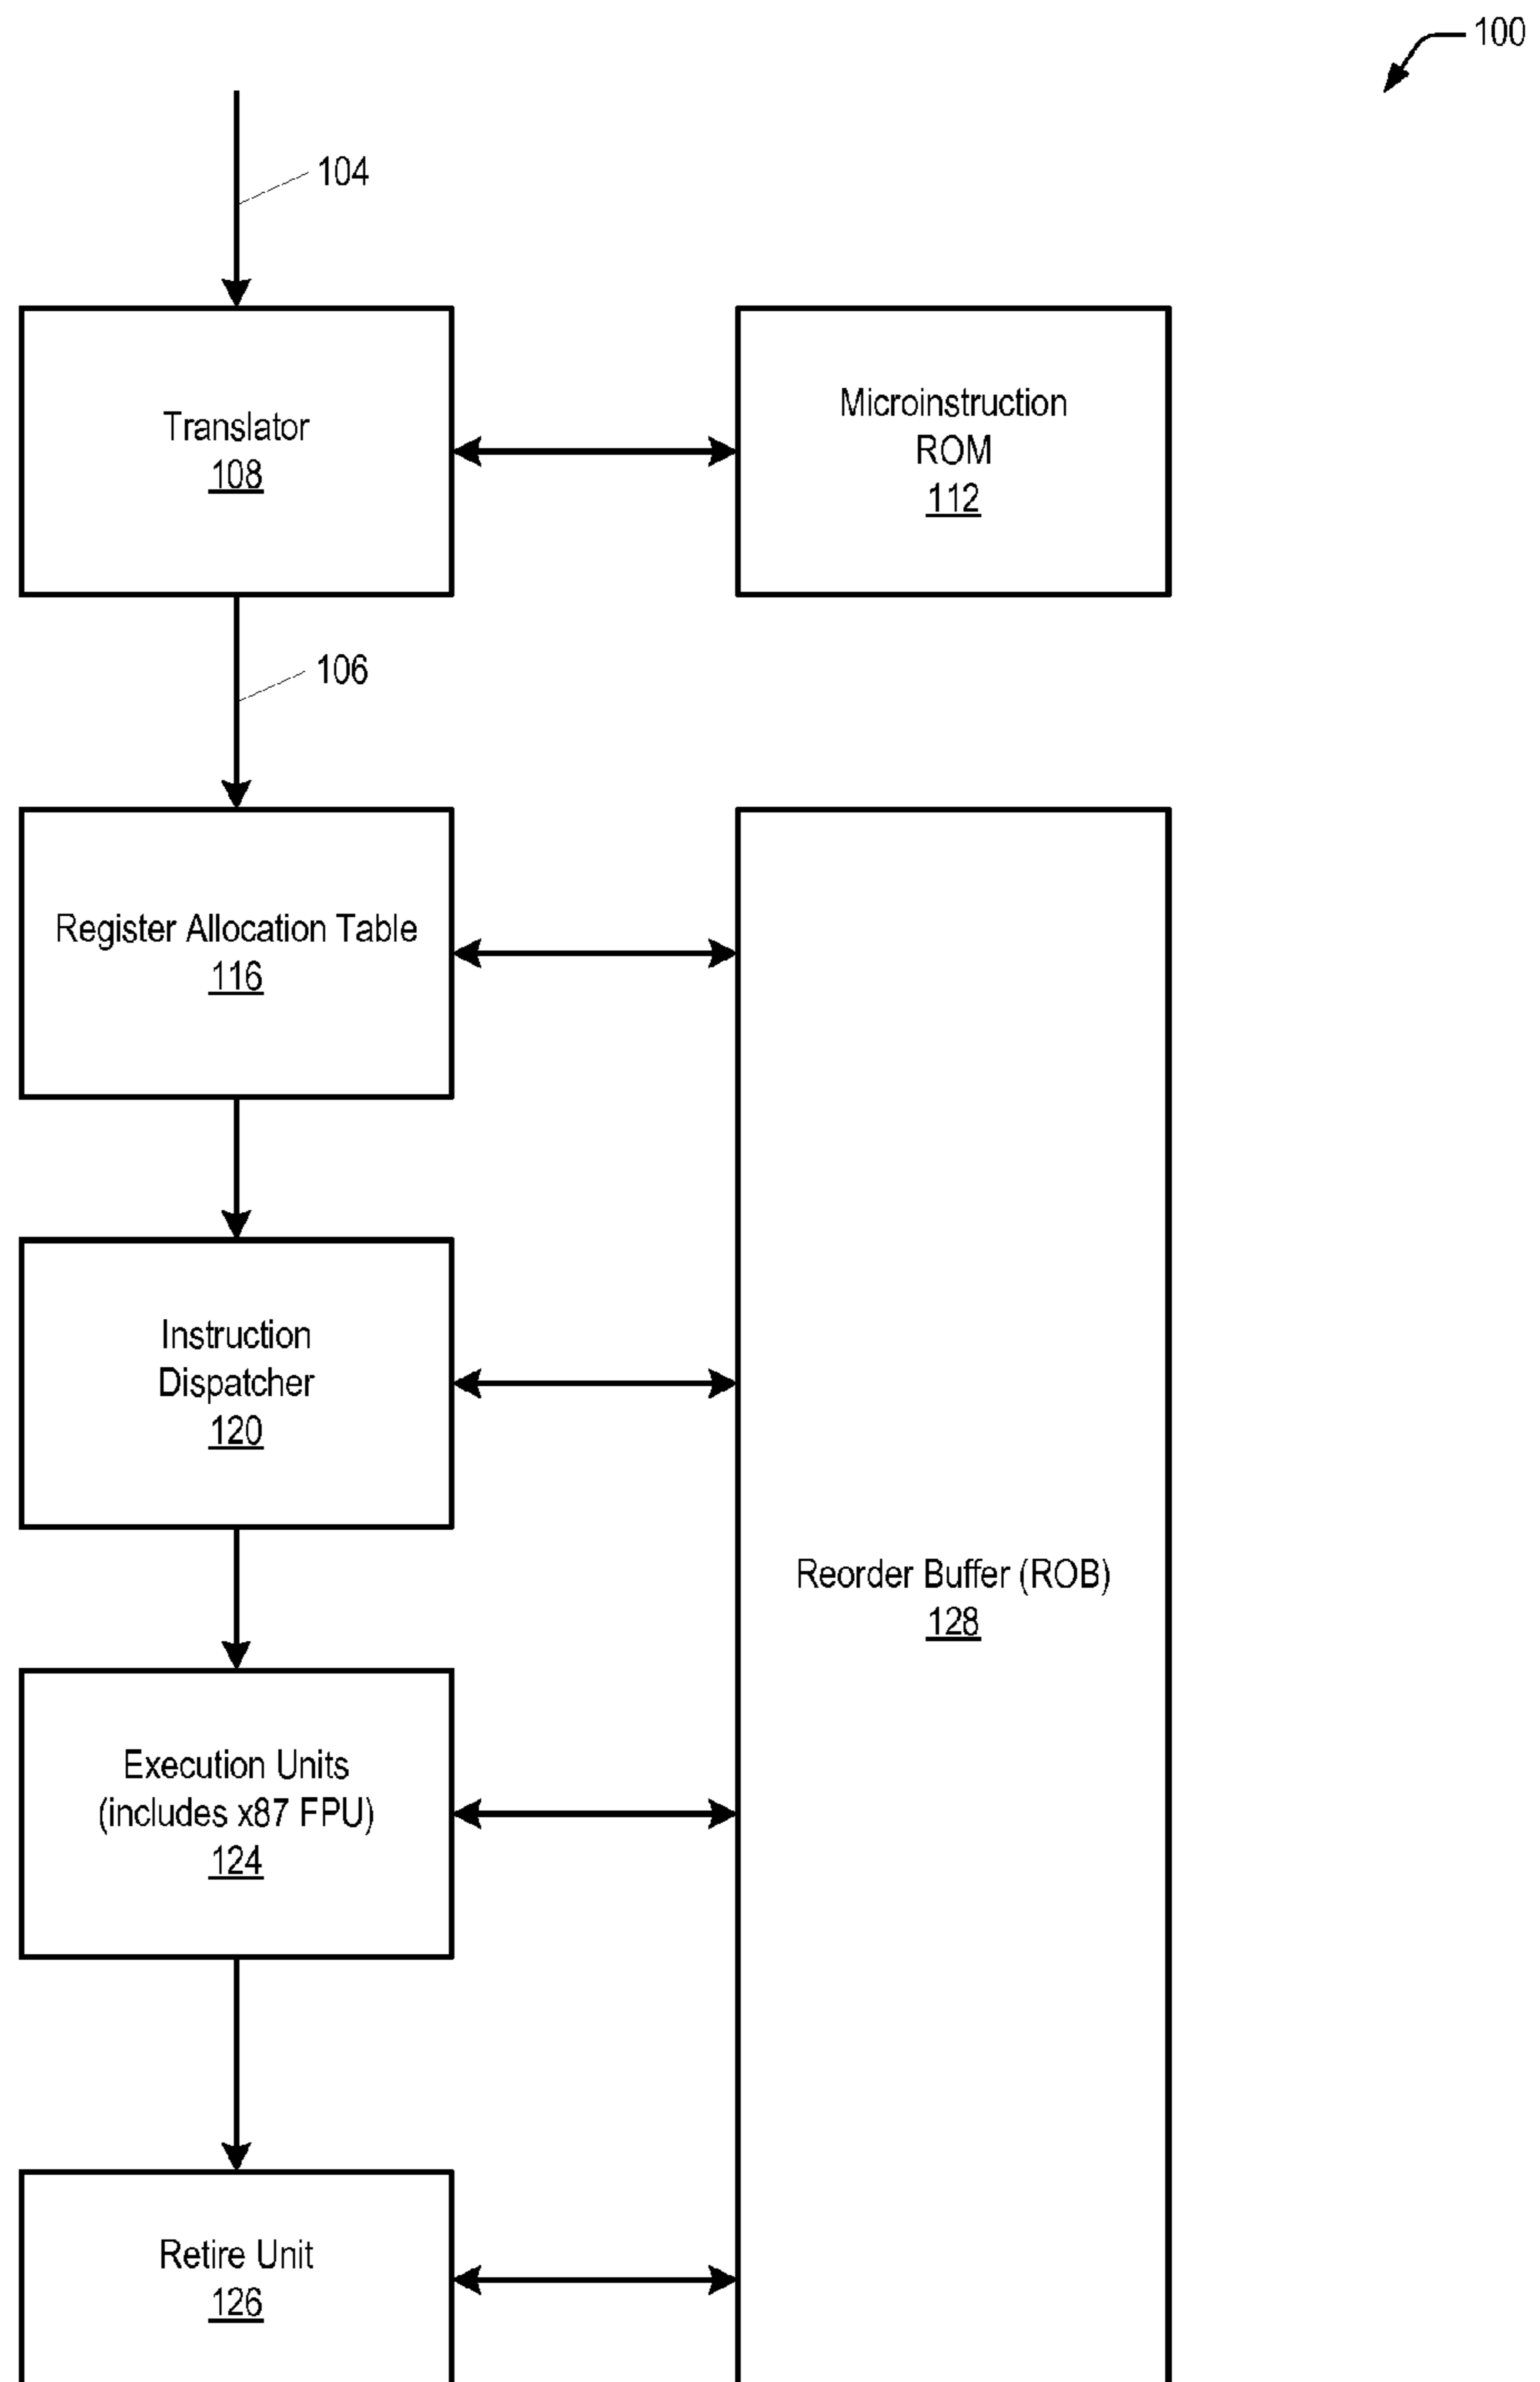 100
104
Translator
108
Microinstruction
ROM
112
106
Register Allocation Table
116
Instruction
Dispatcher
120
Reorder Buffer (ROB)
128
Execution Units
(includes x87 FPU)
124
Retire Unit
126